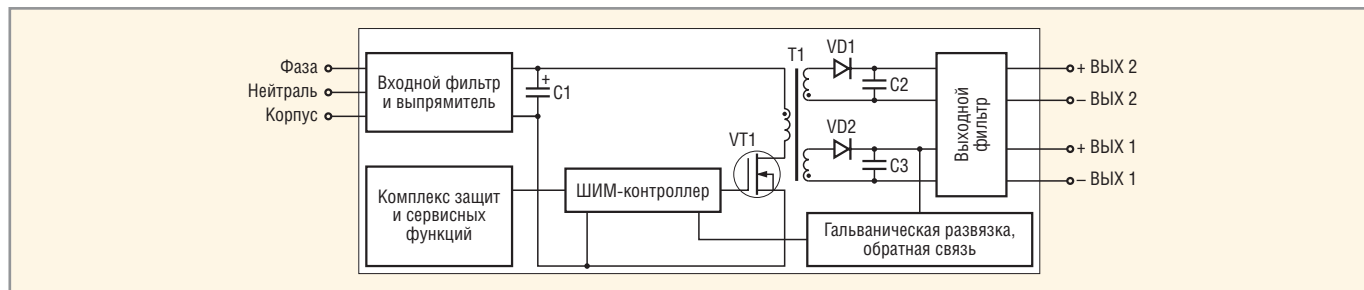 Фаза
Нейтраль
Корпус
Входной фильтр
и выпрямитель
+
C1
T1
VD1
C2
VD2
C3
VT1
Выходной
фильтр
+ ВЫХ 2
– ВЫХ 2
+ ВЫХ 1
– ВЫХ 1
Комплекс защит
и сервисных
функций
ШИМ-контроллер
Гальваническая развязка,
обратная связь